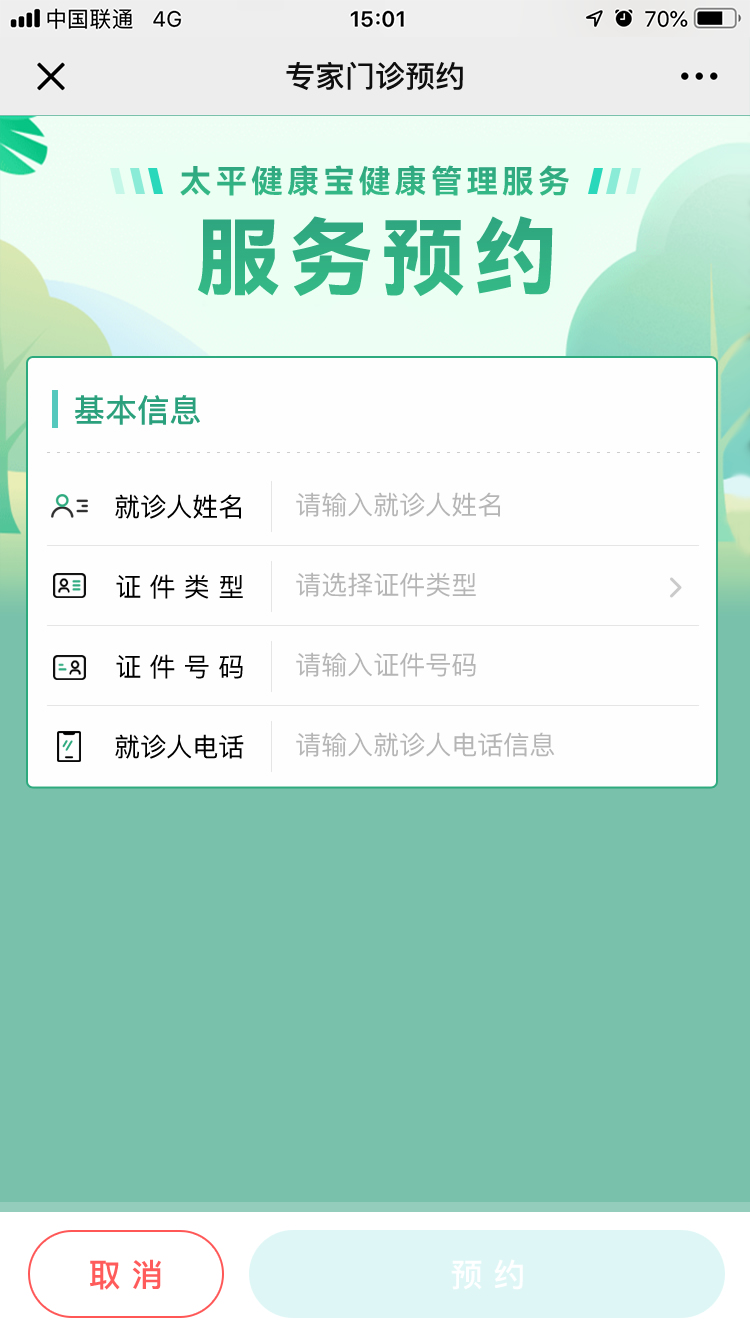 中国联通 4G 15:01 70%
专家门诊预约
太平健康宝健康管理服务
服务预约
基本信息
就诊人姓名 请输入就诊人姓名
证件类型 请选择证件类型
证件号码 请输入证件号码
就诊人电话 请输入就诊人电话信息
取消 预约